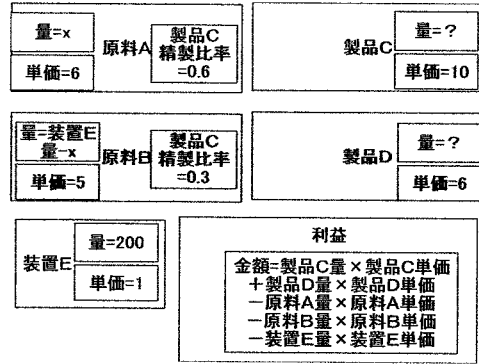 量=x
単価=6
原料A
製品C
精製比率
=0.6
製品C
量=?
単価=10
量=装置E
量-x
単価=5
原料B
製品C
精製比率
=0.3
製品D
量=?
単価=6
装置E
量=200
単価=1
利益
金額=製品C量×製品C単価
+製品D量×製品D単価
-原料A量×原料A単価
-原料B量×原料B単価
-装置E量×装置E単価